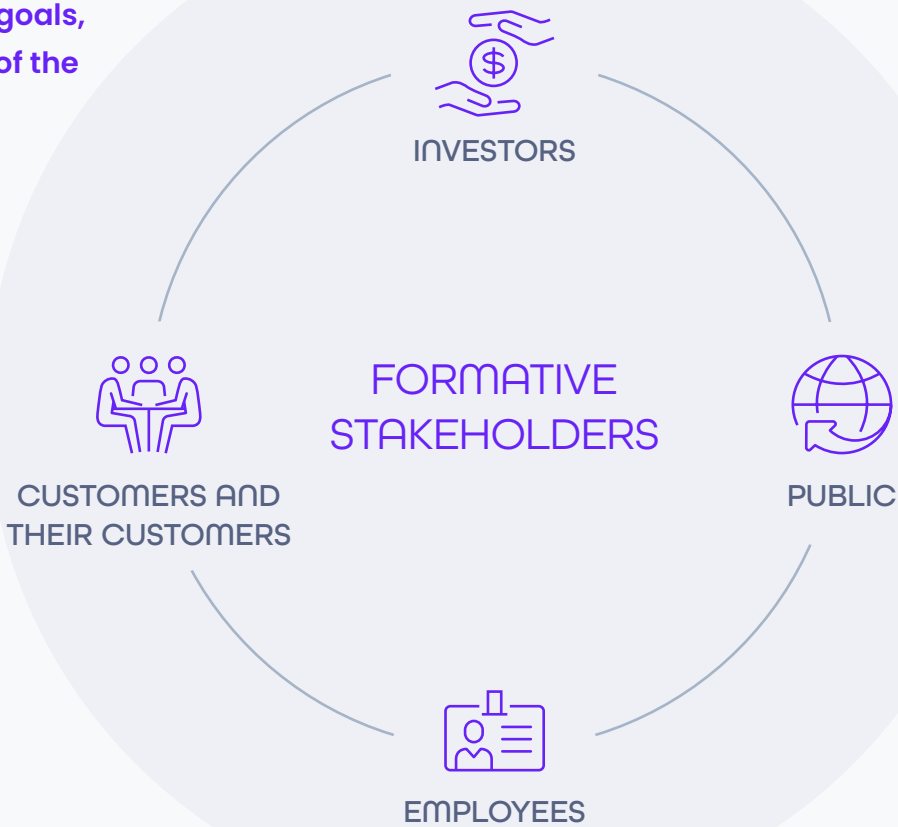 goals,
of the
INVESTORS
FORMATIVE
STAKEHOLDERS
CUSTOMERS AND
THEIR CUSTOMERS
PUBLIC
EMPLOYEES